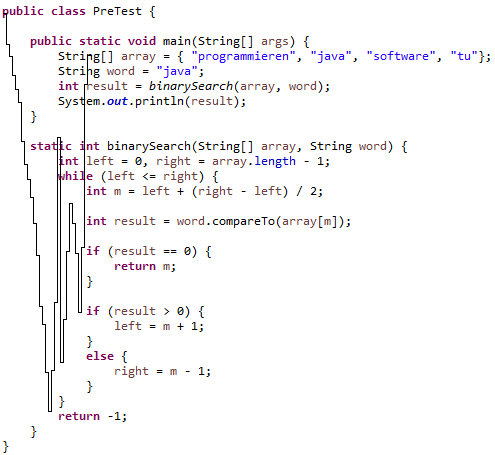 public class PreTest {
public static void main(String[] args) {
String[] array = { "programmieren", "java", "software", "tu"};
String word = "java";
int result = binarySearch(array, word);
System.out.println(result);
}
static int binarySearch(String[] array, String word) {
int left = 0, right = array.length - 1;
while (left <= right) {
int m = left + (right - left) / 2;
int result = word.compareTo(array[m]);
if (result == 0) {
return m;
}
if (result > 0) {
left = m + 1;
}
else {
right = m - 1;
}
}
return -1;
}
}